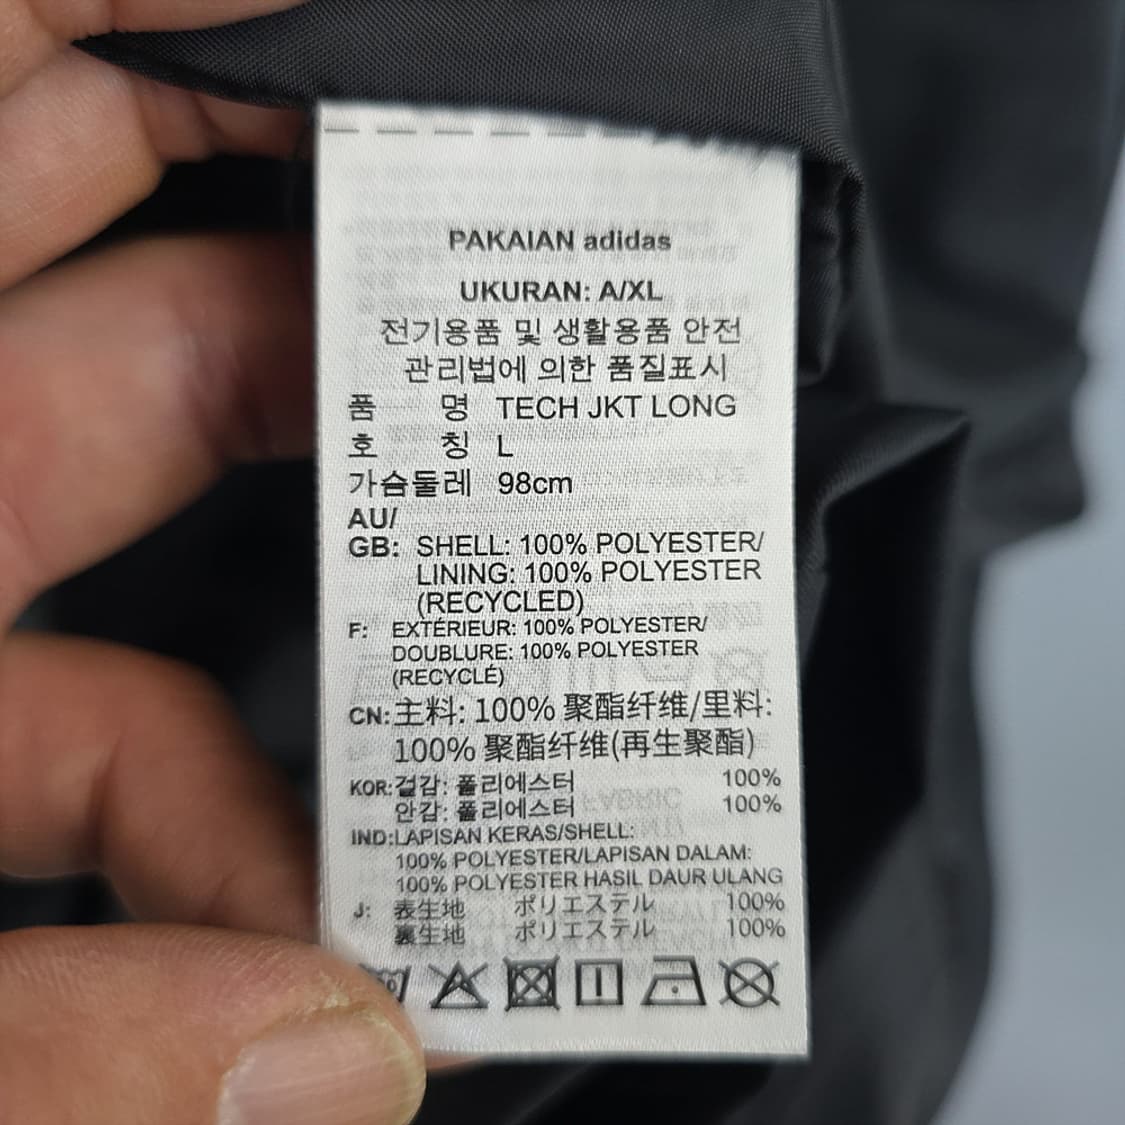 PAKAIAN adidas
UKURAN: A/XL
전기용품 및 생활용품 안전
관리법에 의한 품질표시
품 명 TECH JKT LONG
호 칭 L
가슴둘레 98cm
AU/
GB: SHELL: 100% POLYESTER/
LINING: 100% POLYESTER
(RECYCLED)
F: EXTÉRIEUR: 100% POLYESTER/
DOUBLURE: 100% POLYESTER
(RECYCLÉ)
CN: 主料: 100% 聚酯纤维/里料:
100% 聚酯纤维(再生聚酯)
KOR: 겉감: 폴리에스터 100%
안감: 폴리에스터 100%
IND: LAPISAN KERAS/SHELL:
100% POLYESTER/LAPISAN DALAM:
100% POLYESTER HASIL DAUR ULANG
J: 表生地 ポリエステル 100%
裏生地 ポリエステル 100%